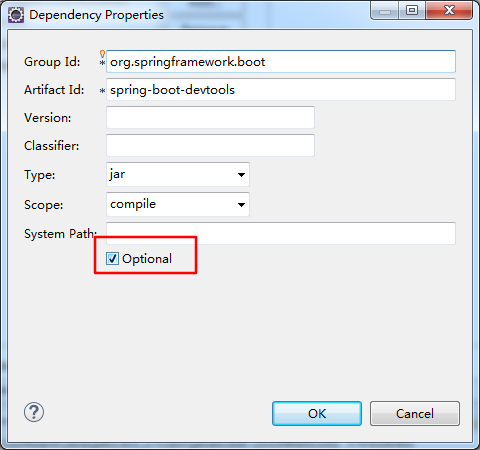 Dependency Properties
Group Id: * org.springframework.boot
Artifact Id: * spring-boot-devtools
Version:
Classifier:
Type: jar
Scope: compile
System Path:
Optional
OK Cancel